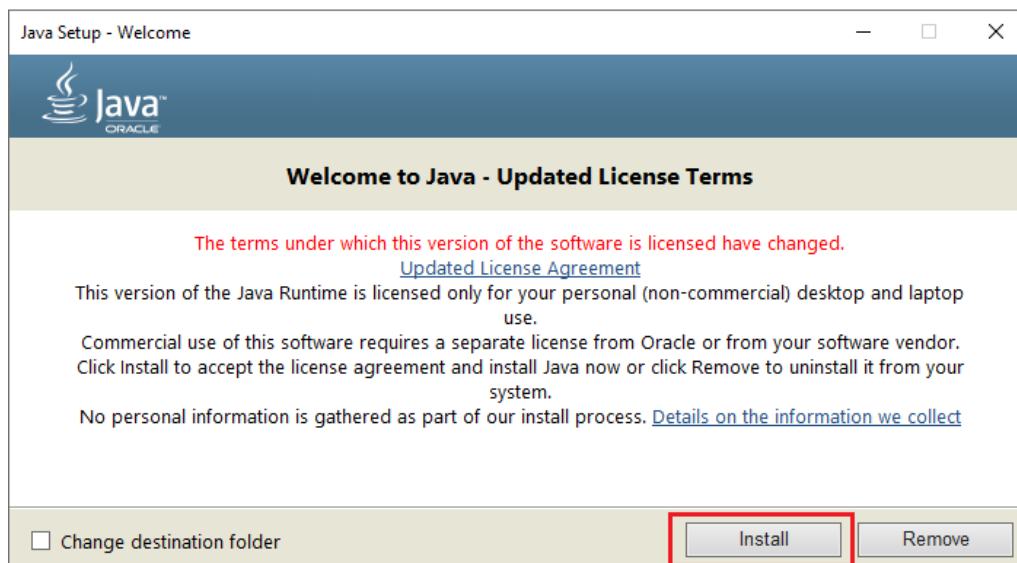 Java Setup - Welcome
Java™
ORACLE
Welcome to Java - Updated License Terms
The terms under which this version of the software is licensed have changed.
Updated License Agreement
This version of the Java Runtime is licensed only for your personal (non-commercial) desktop and laptop
use.
Commercial use of this software requires a separate license from Oracle or from your software vendor.
Click Install to accept the license agreement and install Java now or click Remove to uninstall it from your
system.
No personal information is gathered as part of our install process. Details on the information we collect
Change destination folder
Install
Remove